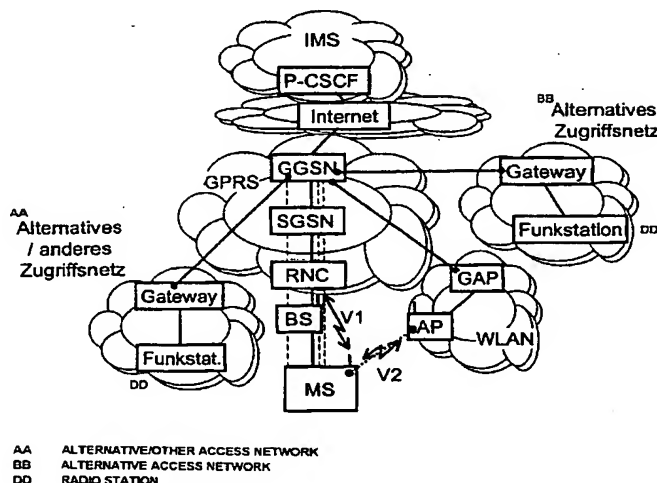 IMS
P-CSCF
Internet
BB Alternatives
Zugriffsnetz
GGSN
GPRS
Gateway
Funkstation
DD
SGSN
AA
Alternatives
/ anderes
Zugriffsnetz
RNC
GAP
Gateway
BS
V1
AP
WLAN
Funkstat.
DD
MS
V2
AA ALTERNATIVE/OTHER ACCESS NETWORK
BB ALTERNATIVE ACCESS NETWORK
DD RADIO STATION